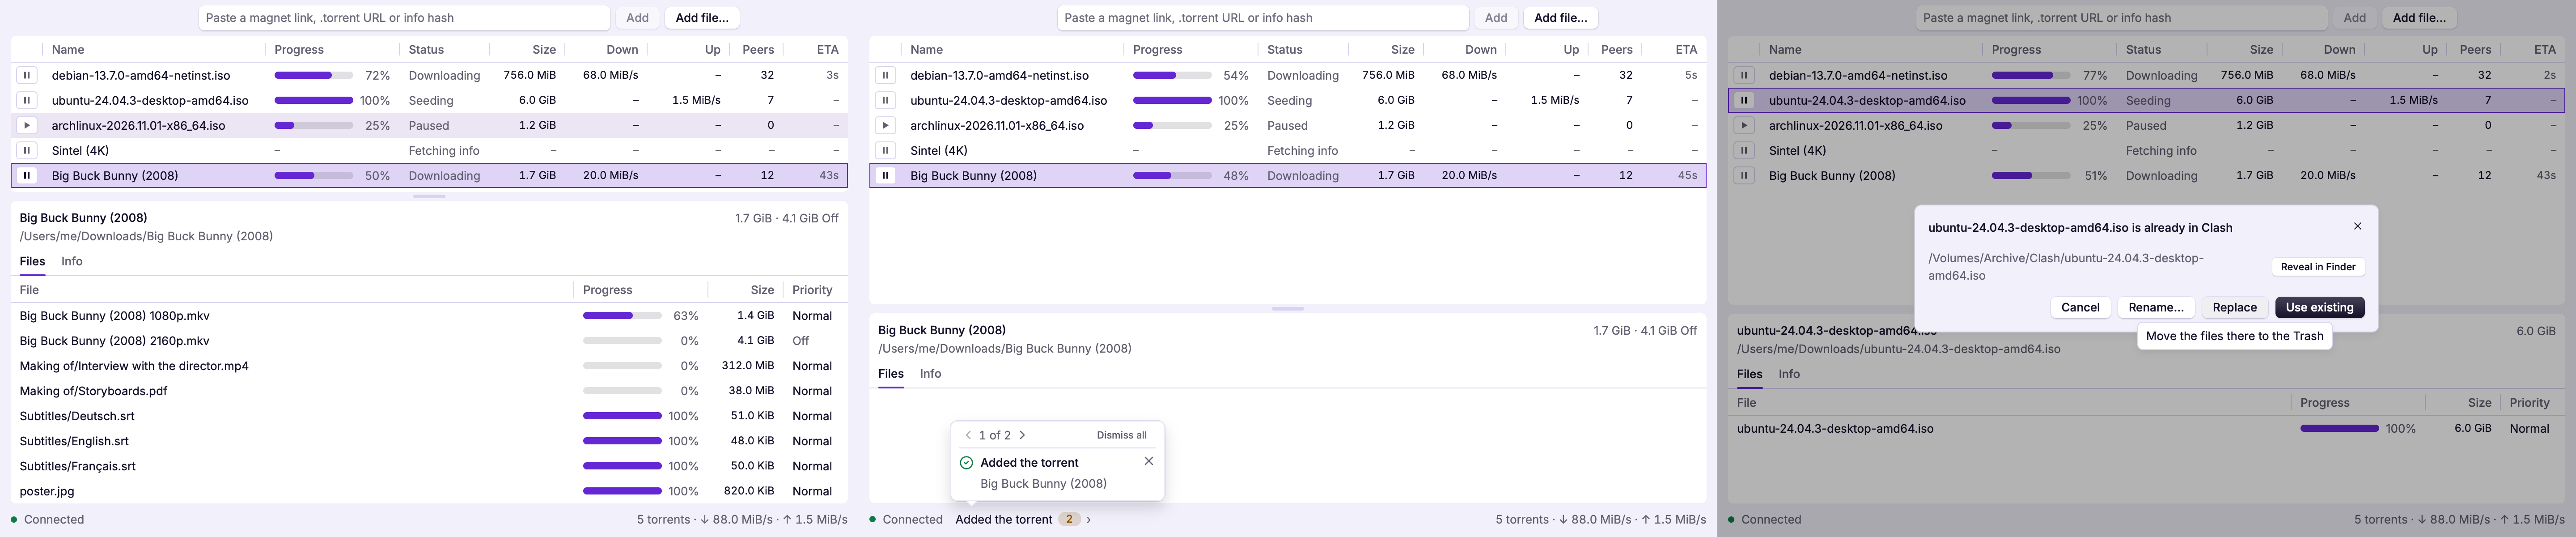 Paste a magnet link, .torrent URL or info hash Add Add file...
Name Progress Status Size Down Up Peers ETA
debian-13.7.0-amd64-netinst.iso 72% Downloading 756.0 MiB 68.0 MiB/s – 32 3s
ubuntu-24.04.3-desktop-amd64.iso 100% Seeding 6.0 GiB – 1.5 MiB/s 7 –
archlinux-2026.11.01-x86_64.iso 25% Paused 1.2 GiB – – 0 –
Sintel (4K) – Fetching info – – – – –
Big Buck Bunny (2008) 50% Downloading 1.7 GiB 20.0 MiB/s – 12 43s
Big Buck Bunny (2008) 1.7 GiB · 4.1 GiB Off
/Users/me/Downloads/Big Buck Bunny (2008)
Files Info
File Progress Size Priority
Big Buck Bunny (2008) 1080p.mkv 63% 1.4 GiB Normal
Big Buck Bunny (2008) 2160p.mkv 0% 4.1 GiB Off
Making of/Interview with the director.mp4 0% 312.0 MiB Normal
Making of/Storyboards.pdf 0% 38.0 MiB Normal
Subtitles/Deutsch.srt 100% 51.0 KiB Normal
Subtitles/English.srt 100% 48.0 KiB Normal
Subtitles/Français.srt 100% 50.0 KiB Normal
poster.jpg 100% 820.0 KiB Normal
Connected 5 torrents · ↓ 88.0 MiB/s · ↑ 1.5 MiB/s
Paste a magnet link, .torrent URL or info hash Add Add file...
Name Progress Status Size Down Up Peers ETA
debian-13.7.0-amd64-netinst.iso 54% Downloading 756.0 MiB 68.0 MiB/s – 32 5s
ubuntu-24.04.3-desktop-amd64.iso 100% Seeding 6.0 GiB – 1.5 MiB/s 7 –
archlinux-2026.11.01-x86_64.iso 25% Paused 1.2 GiB – – 0 –
Sintel (4K) – Fetching info – – – – –
Big Buck Bunny (2008) 48% Downloading 1.7 GiB 20.0 MiB/s – 12 45s
Big Buck Bunny (2008) 1.7 GiB · 4.1 GiB Off
/Users/me/Downloads/Big Buck Bunny (2008)
Files Info
1 of 2 Dismiss all
Added the torrent
Big Buck Bunny (2008)
Connected Added the torrent 2 › 5 torrents · ↓ 88.0 MiB/s · ↑ 1.5 MiB/s
Paste a magnet link, .torrent URL or info hash Add Add file...
Name Progress Status Size Down Up Peers ETA
debian-13.7.0-amd64-netinst.iso 77% Downloading 756.0 MiB 68.0 MiB/s – 32 2s
ubuntu-24.04.3-desktop-amd64.iso 100% Seeding 6.0 GiB – 1.5 MiB/s 7 –
archlinux-2026.11.01-x86_64.iso 25% Paused 1.2 GiB – – 0 –
Sintel (4K) – Fetching info – – – – –
Big Buck Bunny (2008) 51% Downloading 1.7 GiB 20.0 MiB/s – 12 43s
ubuntu-24.04.3-desktop-amd64.iso is already in Clash
/Volumes/Archive/Clash/ubuntu-24.04.3-desktop-
amd64.iso
Reveal in Finder
Cancel Rename... Replace Use existing
Move the files there to the Trash
ubuntu-24.04.3-desktop-amd64.iso 6.0 GiB
/Users/me/Downloads/ubuntu-24.04.3-desktop-amd64.iso
Files Info
File Progress Size Priority
ubuntu-24.04.3-desktop-amd64.iso 100% 6.0 GiB Normal
Connected 5 torrents · ↓ 88.0 MiB/s · ↑ 1.5 MiB/s